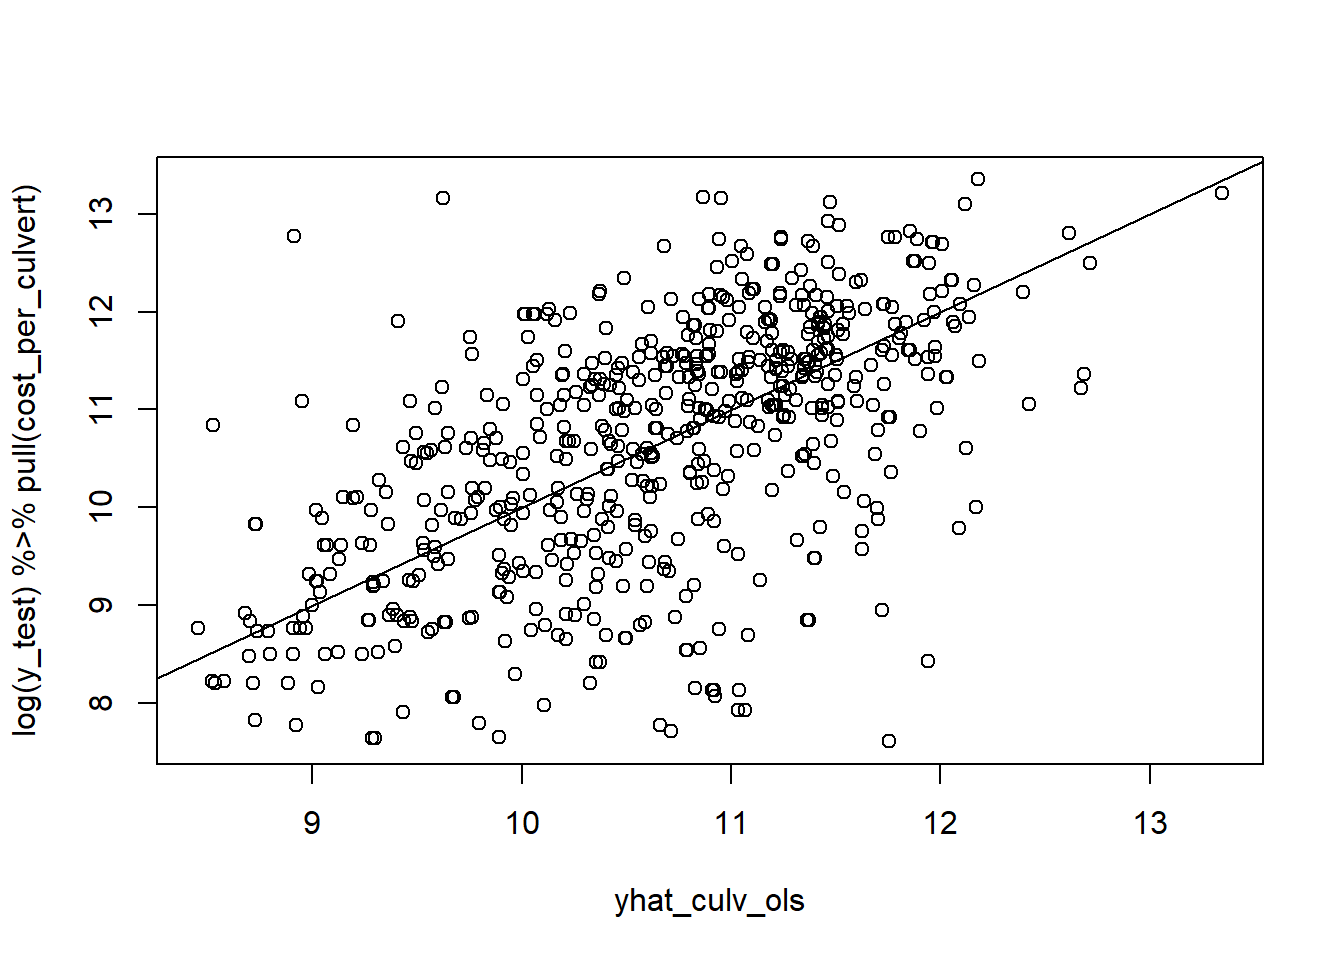 log(y_test) %>% pull(cost_per_culvert)
13
12
11
10
9
8
9 10 11 12 13
yhat_culv_ols